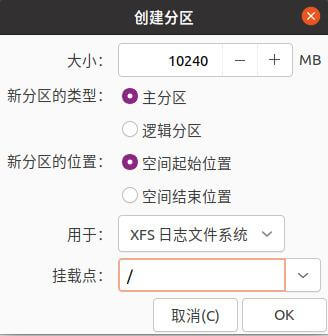 创建分区
大小： 10240 − + MB
新分区的类型： 主分区
逻辑分区
新分区的位置： 空间起始位置
空间结束位置
用于： XFS 日志文件系统
挂载点： /
取消(C) OK